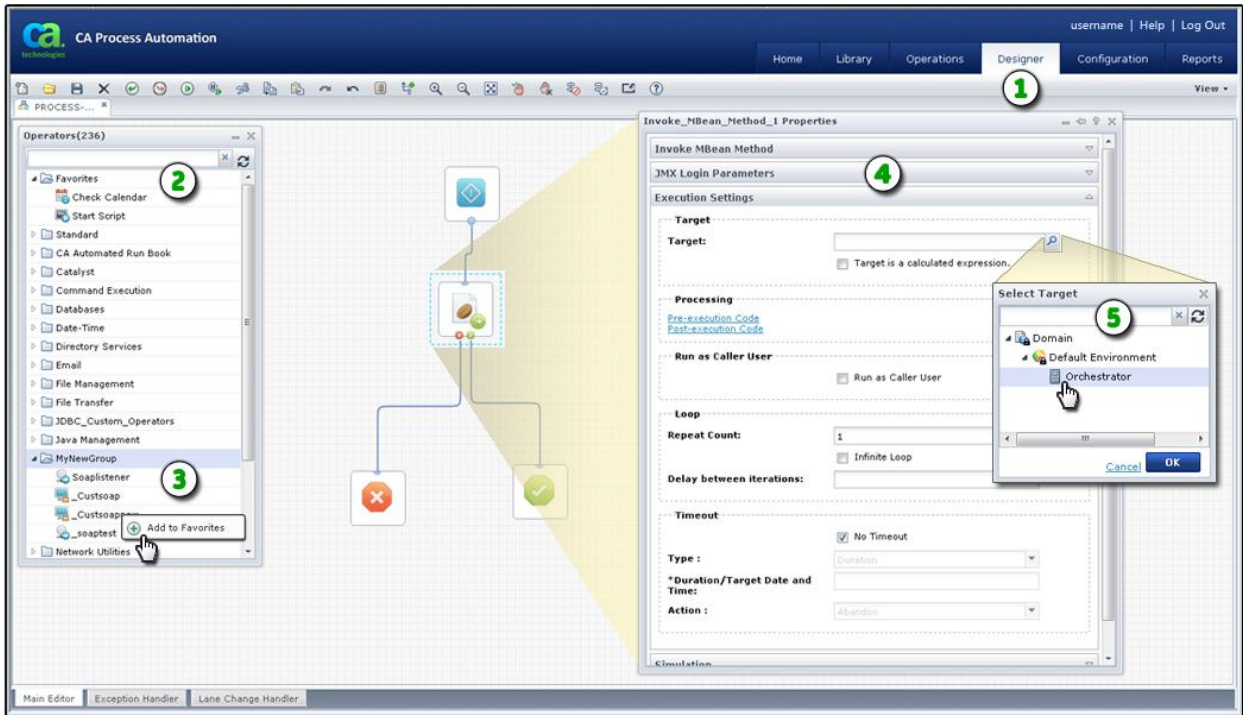 ca.
technologies
CA Process Automation
username | Help | Log Out
Home Library Operations Designer Configuration Reports
1
View
PROCESS-...
Operators(236)
2
Favorites
Check Calendar
Start Script
Standard
CA Automated Run Book
Catalyst
Command Execution
Databases
Date-Time
Directory Services
Email
File Management
File Transfer
JDBC_Custom_Operators
Java Management
MyNewGroup
3
Soaplistener
_Custsoap
_soaptest
Add to Favorites
Network Utilities
Invoke_MBean_Method_1 Properties
Invoke MBean Method
4
JMX Login Parameters
Execution Settings
Target
Target:
Target is a calculated expression.
Processing
Pre-execution Code
Post-execution Code
Run as Caller User
Run as Caller User
Loop
Repeat Count: 1
Infinite Loop
Delay between iterations:
Timeout
No Timeout
Type : Duration
*Duration/Target Date and
Time:
Action : Abandon
Simulation
Select Target
5
Domain
Default Environment
Orchestrator
Cancel OK
Main Editor Exception Handler Lane Change Handler